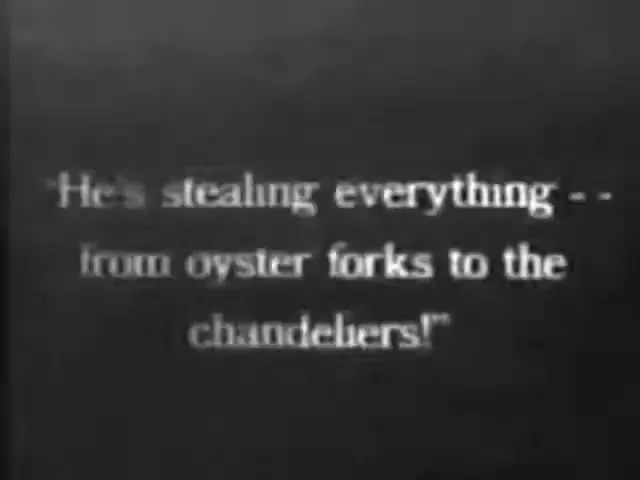 "He's stealing everything - -
from oyster forks to the
chandeliers!"